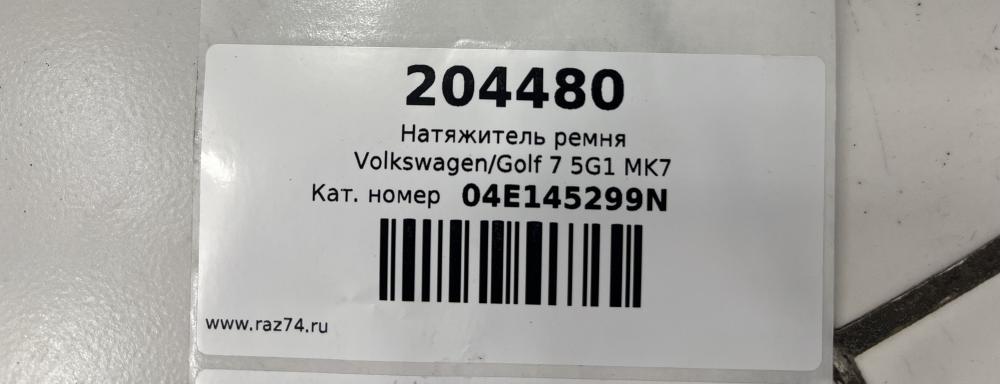 204480
Натяжитель ремня
Volkswagen/Golf 7 5G1 MK7
Кат. номер 04E145299N
www.raz74.ru